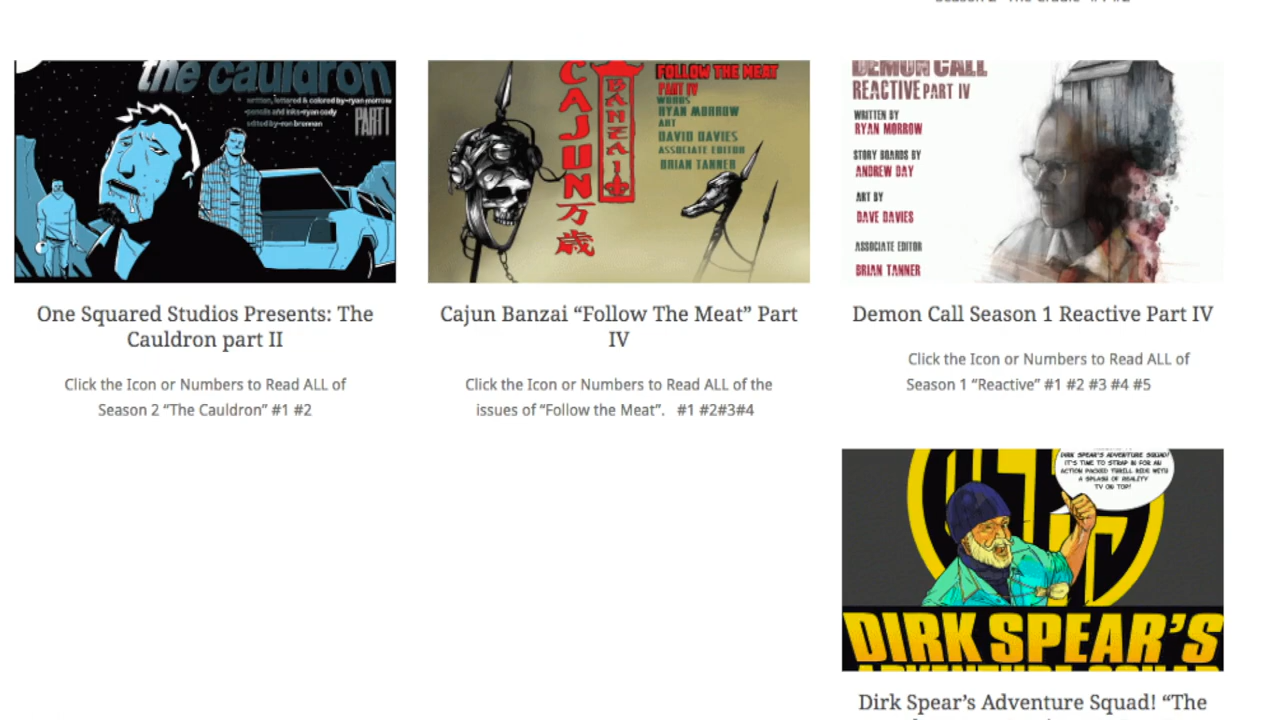 the cauldron
written, lettered & colored by-ryan morrow
pencils and inks-ryan cody
edited by-ron brennan
PART I
CAJUN
BANZAI
万歳
FOLLOW THE MEAT
PART IV
WORDS
RYAN MORROW
ART
DAVID DAVIES
ASSOCIATE EDITOR
BRIAN TANNER
DEMON CALL
REACTIVE PART IV
WRITTEN BY
RYAN MORROW
STORY BOARDS BY
ANDREW DAY
ART BY
DAVE DAVIES
ASSOCIATE EDITOR
BRIAN TANNER
One Squared Studios Presents: The
Cauldron part II
Click the Icon or Numbers to Read ALL of
Season 2 “The Cauldron” #1 #2
Cajun Banzai “Follow The Meat” Part
IV
Click the Icon or Numbers to Read ALL of the
issues of “Follow the Meat”. #1 #2#3#4
Demon Call Season 1 Reactive Part IV
Click the Icon or Numbers to Read ALL of
Season 1 “Reactive” #1 #2 #3 #4 #5
DIRK SPEAR'S ADVENTURE SQUAD!
IT'S TIME TO STRAP IN FOR AN
ACTION PACKED THRILL RIDE WITH
A SPLASH OF REALITY
TV ON TOP!
DIRK SPEAR'S
ADVENTURE SQUAD
Dirk Spear’s Adventure Squad! “The